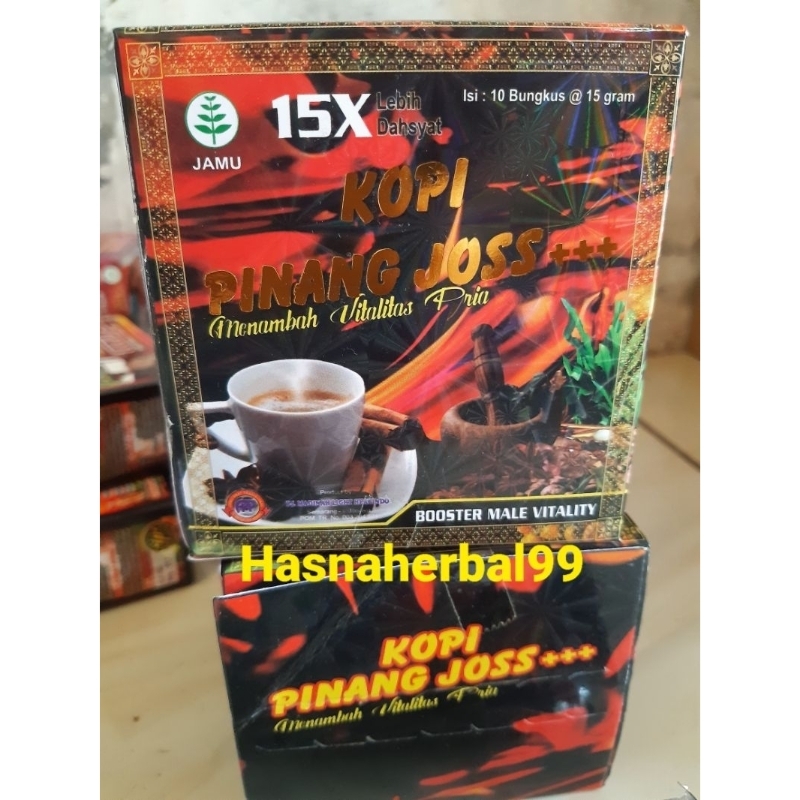 15X Lebih Dahsyat
Isi : 10 Bungkus @ 15 gram
JAMU
KOPI
PINANG JOSS +++
Menambah Vitalitas Pria
BOOSTER MALE VITALITY
Hasnaherbal99
KOPI
PINANG JOSS +++
Menambah Vitalitas Pria